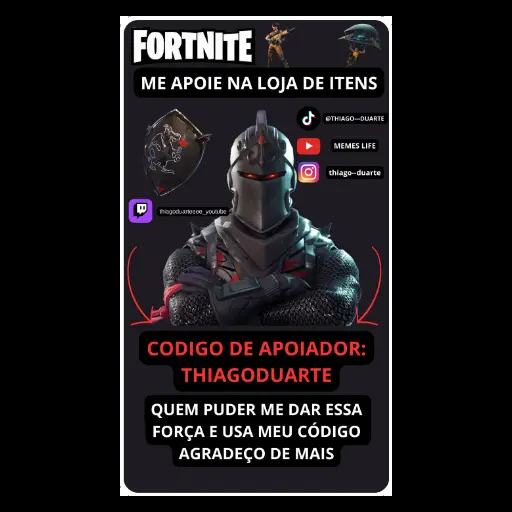 FORTNITE
ME APOIE NA LOJA DE ITENS
@THIAGO--DUARTE
MEMES LIFE
thiago--duarte
thiagoduarteeee_youtube
CODIGO DE APOIADOR:
THIAGODUARTE
QUEM PUDER ME DAR ESSA
FORÇA E USA MEU CÓDIGO
AGRADEÇO DE MAIS